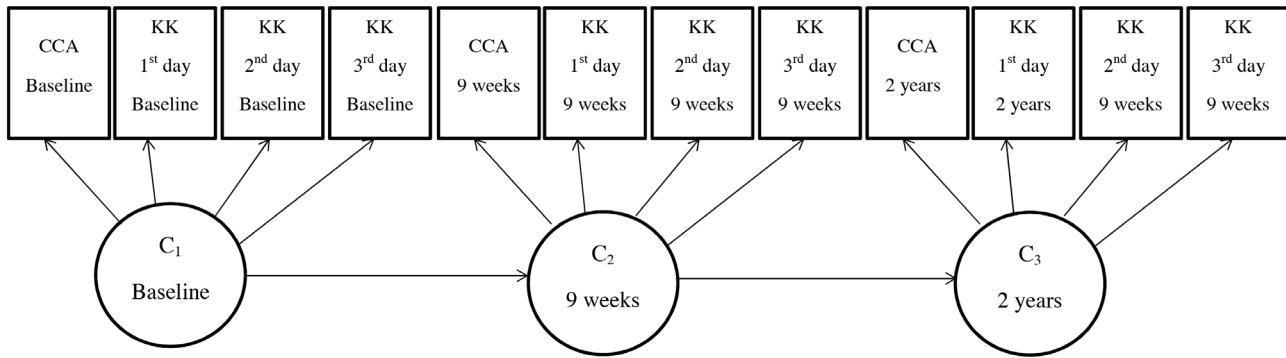 CCA
Baseline
KK
1st day
Baseline
KK
2nd day
Baseline
KK
3rd day
Baseline
CCA
9 weeks
KK
1st day
9 weeks
KK
2nd day
9 weeks
KK
3rd day
9 weeks
CCA
2 years
KK
1st day
2 years
KK
2nd day
9 weeks
KK
3rd day
9 weeks
C1
Baseline
C2
9 weeks
C3
2 years